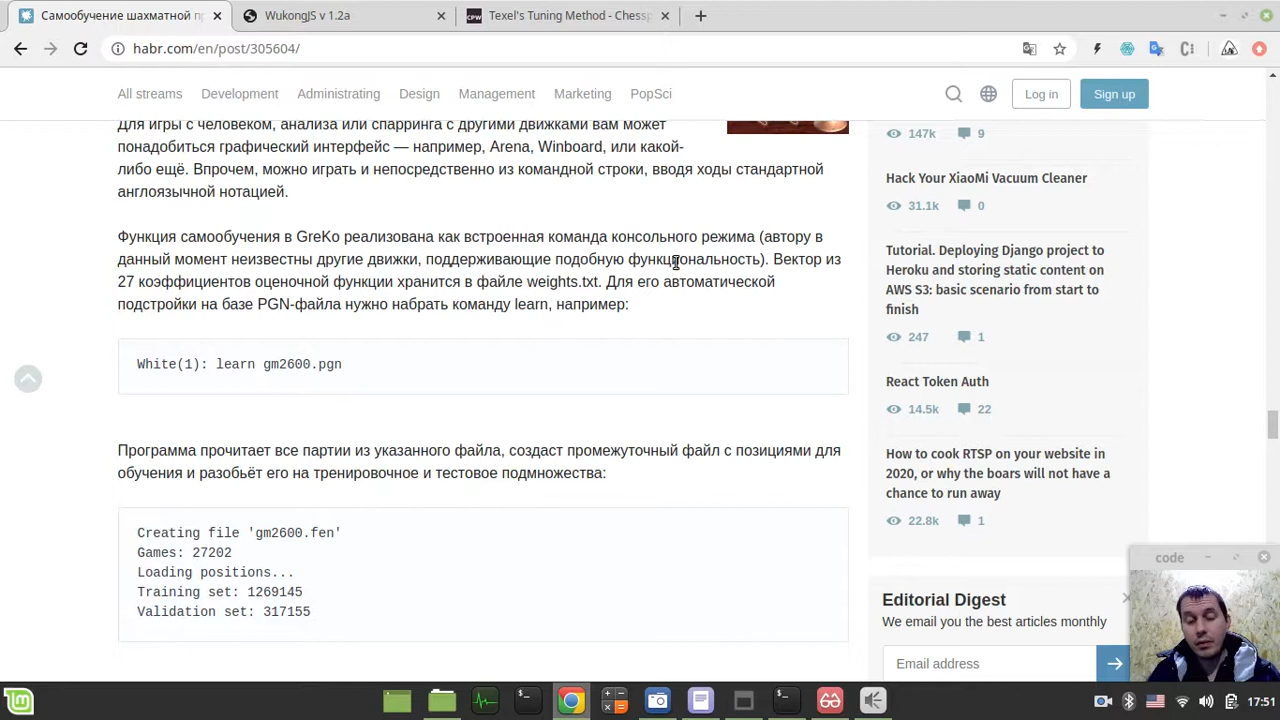 Самообучение шахматной пр
WukongJS v 1.2a
CPW
Texel's Tuning Method - Chessp
habr.com/en/post/305604/
All streams
Development
Administrating
Design
Management
Marketing
PopSci
Log in
Sign up
Для игры с человеком, анализа или спарринга с другими движками вам может
понадобиться графический интерфейс — например, Arena, Winboard, или какой-
либо ещё. Впрочем, можно играть и непосредственно из командной строки, вводя ходы стандартной
англоязычной нотацией.
Функция самообучения в GreKo реализована как встроенная команда консольного режима (автору в
данный момент неизвестны другие движки, поддерживающие подобную функциональность). Вектор из
27 коэффициентов оценочной функции хранится в файле weights.txt. Для его автоматической
подстройки на базе PGN-файла нужно набрать команду learn, например:
White(1): learn gm2600.pgn
Программа прочитает все партии из указанного файла, создаст промежуточный файл с позициями для
обучения и разобьёт его на тренировочное и тестовое подмножества:
Creating file 'gm2600.fen'
Games: 27202
Loading positions...
Training set: 1269145
Validation set: 317155
147k
9
Hack Your XiaoMi Vacuum Cleaner
31.1k
0
Tutorial. Deploying Django project to
Heroku and storing static content on
AWS S3: basic scenario from start to
finish
247
1
React Token Auth
14.5k
22
How to cook RTSP on your website in
2020, or why the boars will not have a
chance to run away
22.8k
1
Editorial Digest
We email you the best articles monthly
Email address
code
17:51